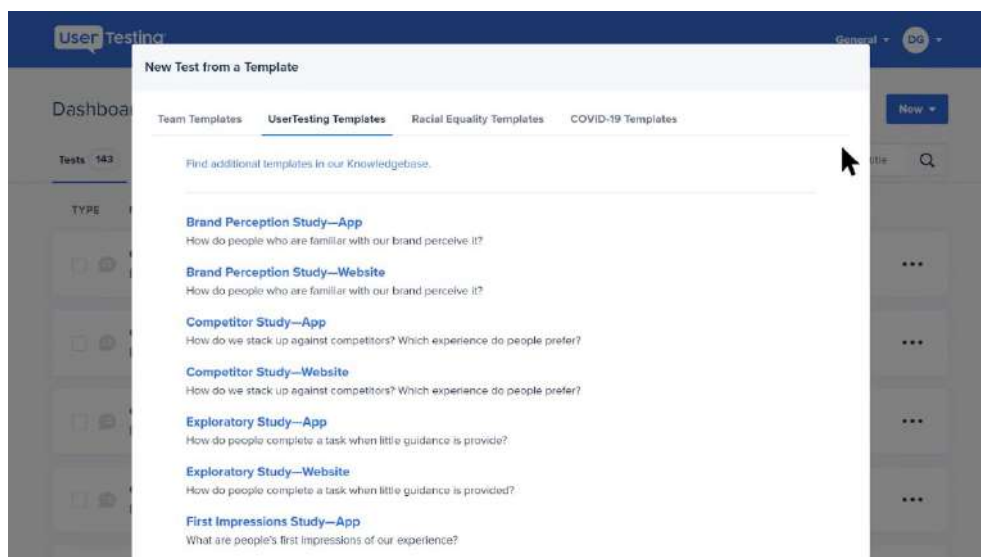 UserTesting
General
DG
New Test from a Template
Dashboa
New
Team Templates UserTesting Templates Racial Equality Templates COVID-19 Templates
Tests 143
Find additional templates in our Knowledgebase.
TYPE
Brand Perception Study—App
How do people who are familiar with our brand perceive it?
Brand Perception Study—Website
How do people who are familiar with our brand perceive it?
Competitor Study—App
How do we stack up against competitors? Which experience do people prefer?
Competitor Study—Website
How do we stack up against competitors? Which experience do people prefer?
Exploratory Study—App
How do people complete a task when little guidance is provide?
Exploratory Study—Website
How do people complete a task when little guidance is provided?
First Impressions Study—App
What are people's first impressions of our experience?